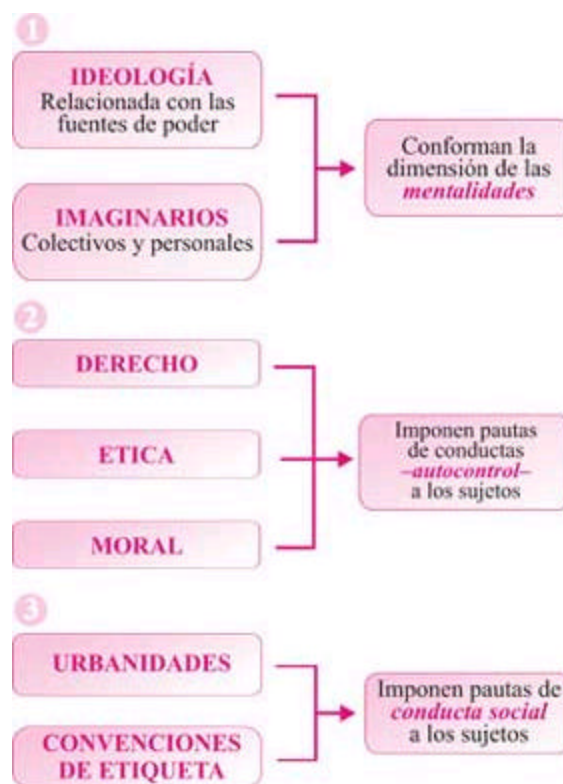 1
IDEOLOGÍA
Relacionada con las
fuentes de poder
IMAGINARIOS
Colectivos y personales
Conforman la
dimensión de las
mentalidades
2
DERECHO
ETICA
MORAL
Imponen pautas
de conductas
–autocontrol–
a los sujetos
3
URBANIDADES
CONVENCIONES
DE ETIQUETA
Imponen pautas de
conducta social
a los sujetos